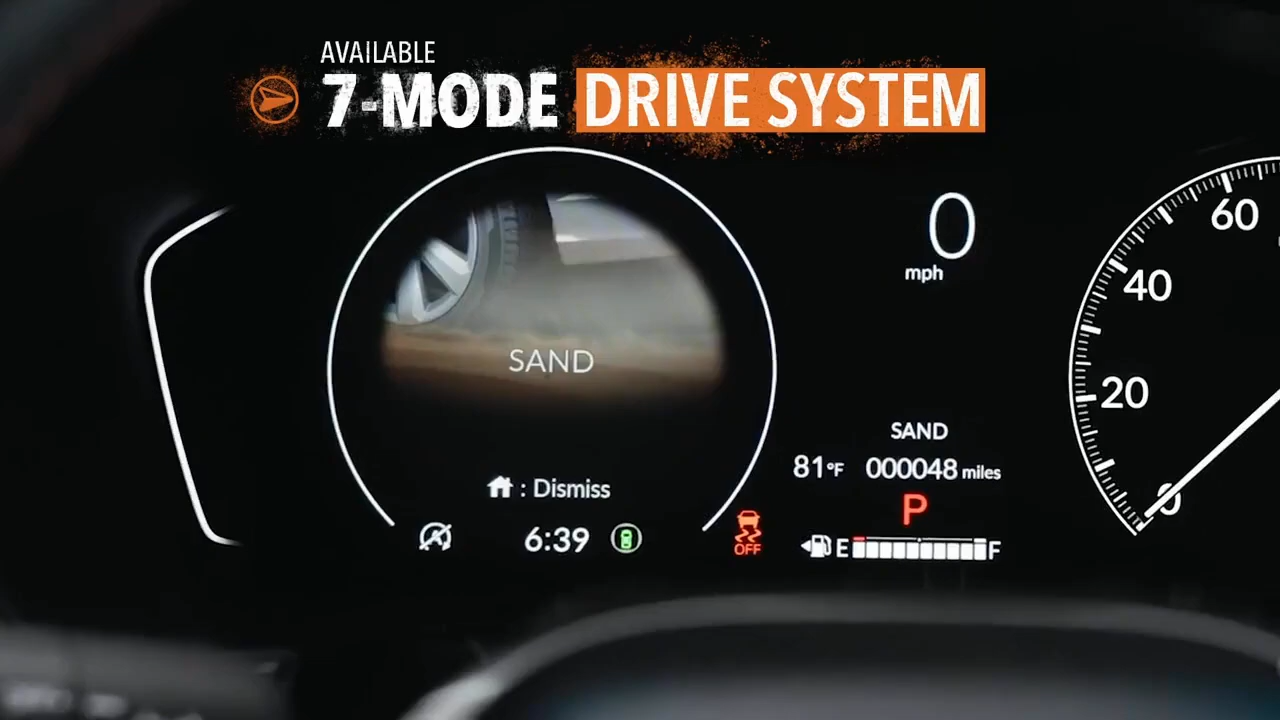 AVAILABLE
7-MODE DRIVE SYSTEM
0
mph
60
40
20
0
SAND
SAND
81°F 000048 miles
: Dismiss
P
6:39
OFF
E F